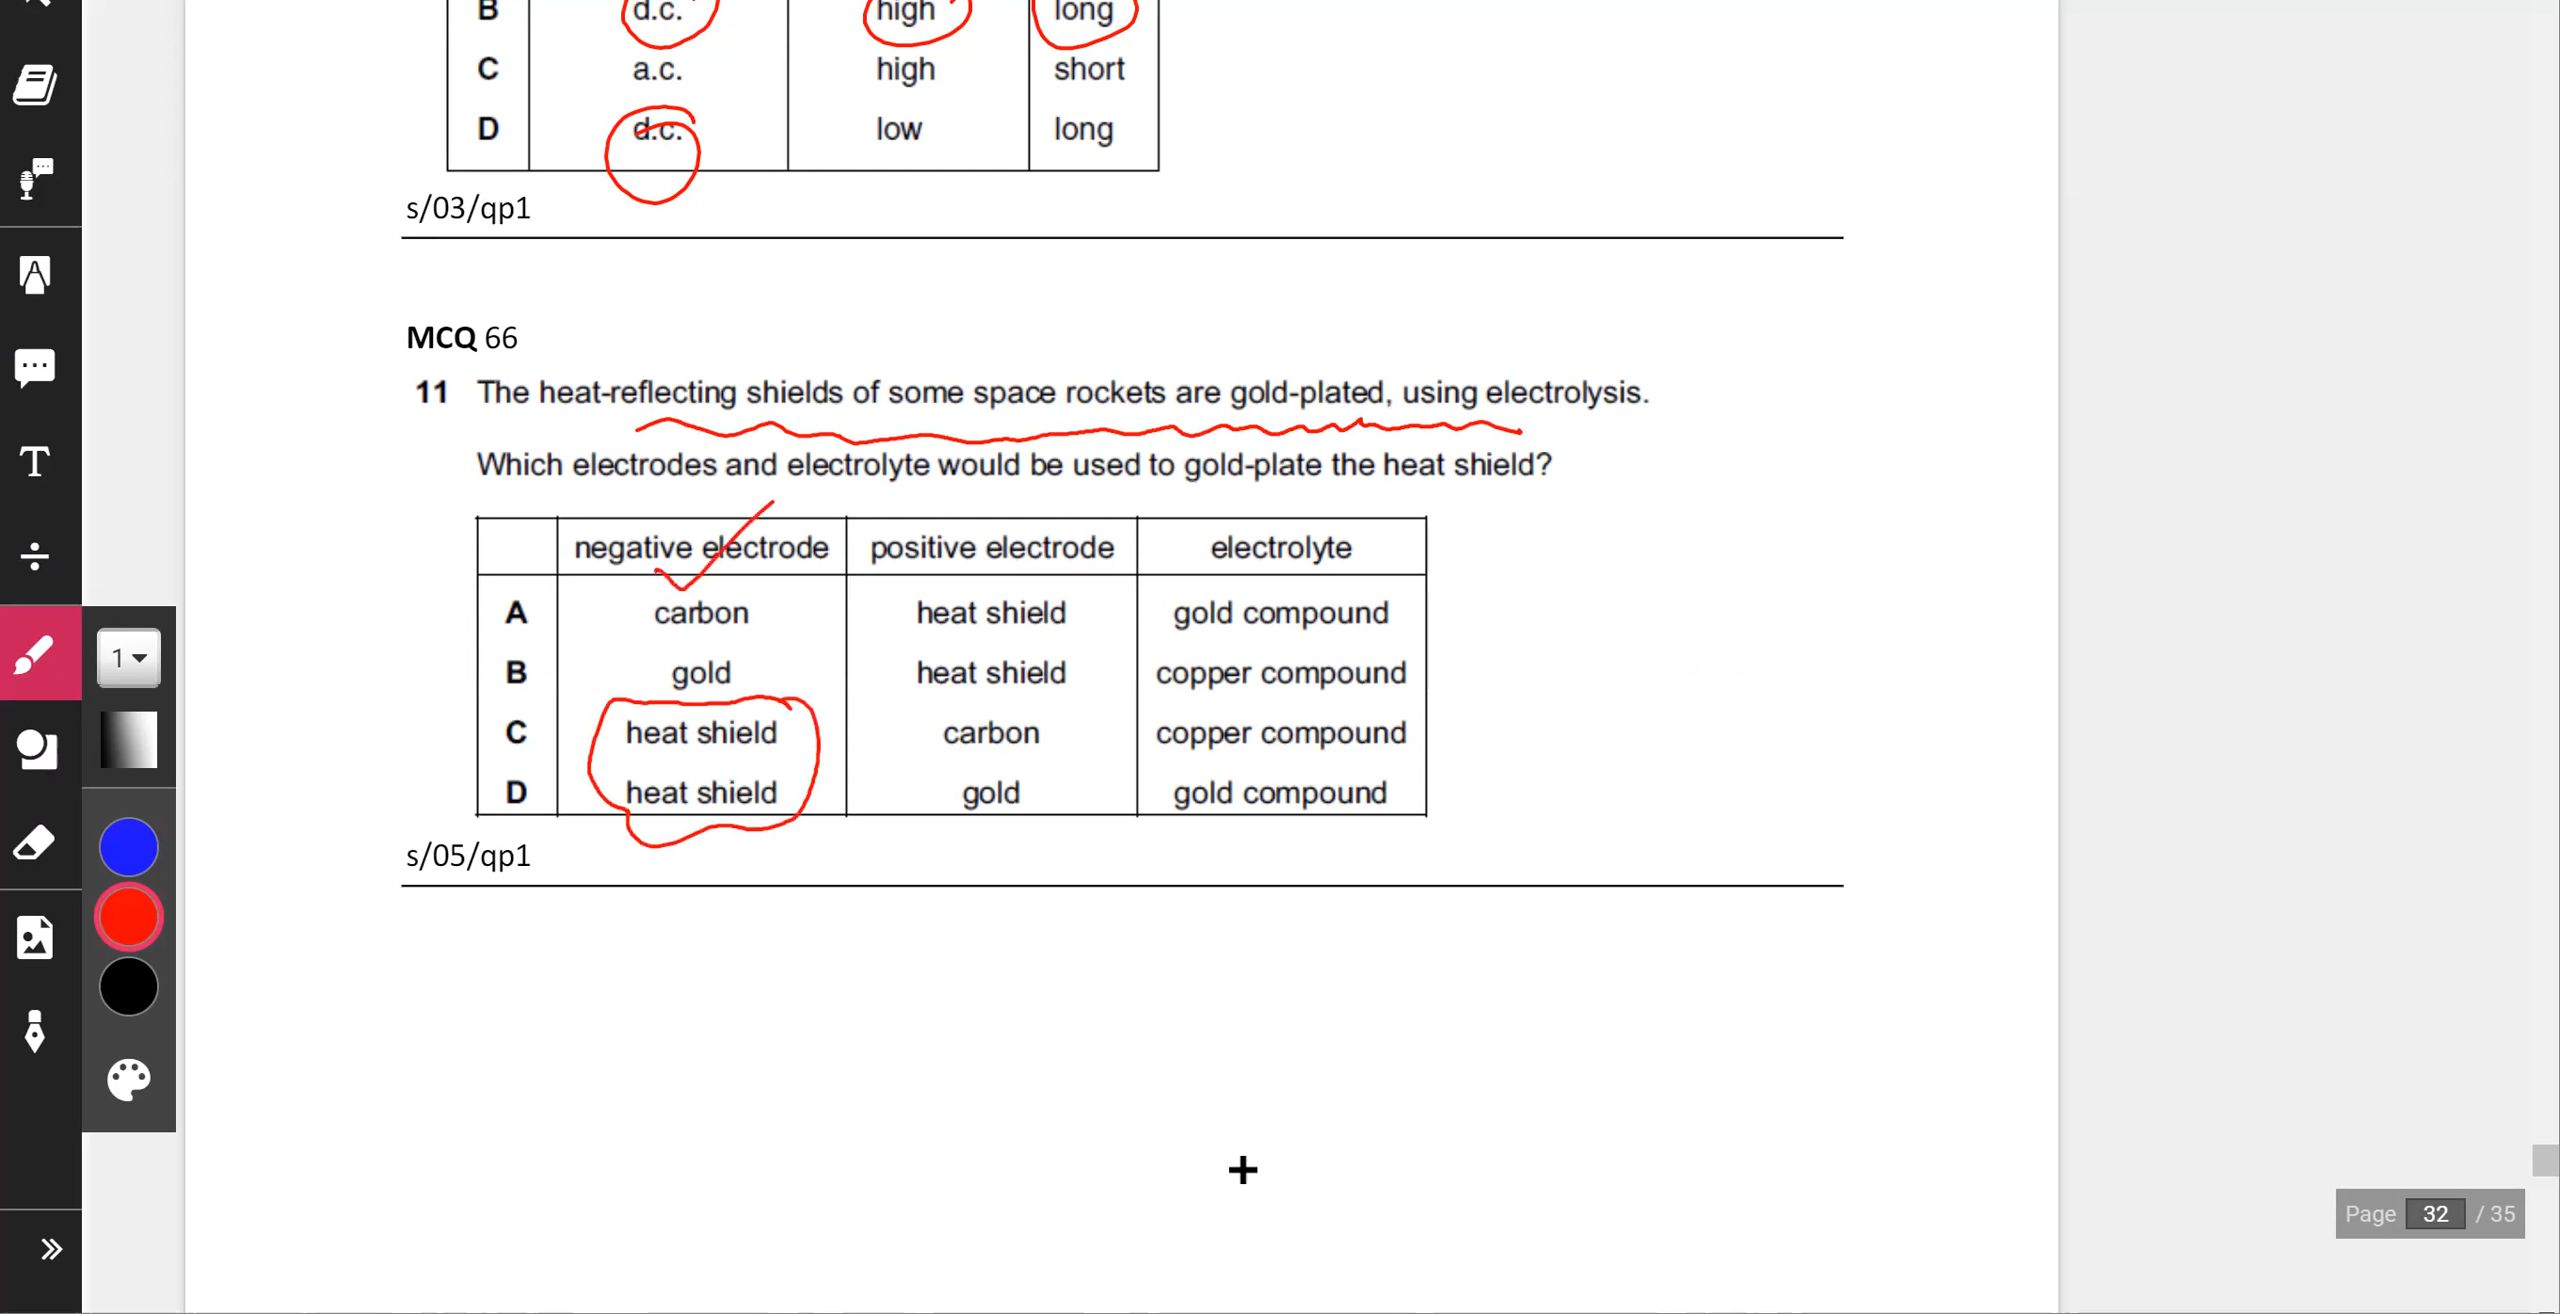 B d.c. high long
C a.c. high short
D d.c. low long
s/03/qp1
MCQ 66
11 The heat-reflecting shields of some space rockets are gold-plated, using electrolysis.
Which electrodes and electrolyte would be used to gold-plate the heat shield?
negative electrode positive electrode electrolyte
A carbon heat shield gold compound
B gold heat shield copper compound
C heat shield carbon copper compound
D heat shield gold gold compound
s/05/qp1
1
Page 32 / 35